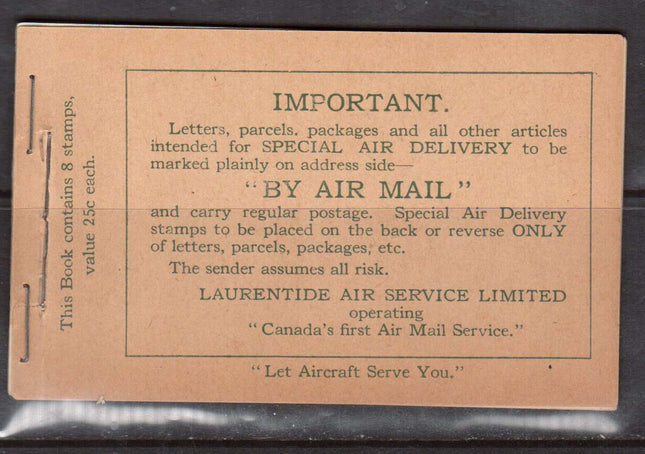 This Book contains 8 stamps,
value 25c each.
IMPORTANT.
Letters, parcels. packages and all other articles
intended for SPECIAL AIR DELIVERY to be
marked plainly on address side—
"BY AIR MAIL"
and carry regular postage. Special Air Delivery
stamps to be placed on the back or reverse ONLY
of letters, parcels, packages, etc.
The sender assumes all risk.
LAURENTIDE AIR SERVICE LIMITED
operating
"Canada's first Air Mail Service."
"Let Aircraft Serve You."